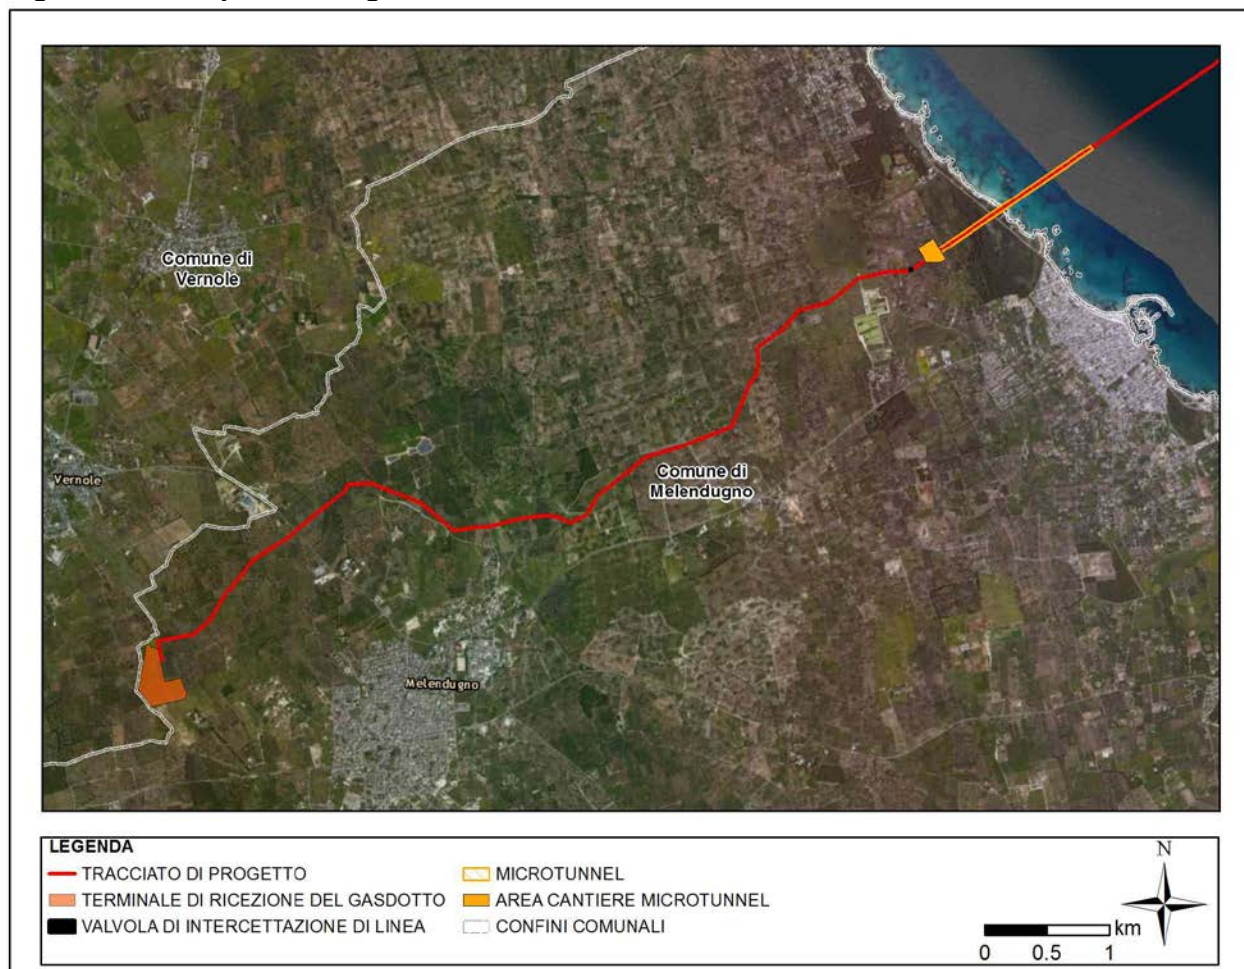 Comune di
Vernole
Vernole
Comune di
Melendugno
Melendugno
LEGENDA
TRACCIATO DI PROGETTO
TERMINALE DI RICEZIONE DEL GASDOTTO
VALVOLA DI INTERCETTAZIONE DI LINEA
MICROTUNNEL
AREA CANTIERE MICROTUNNEL
CONFINI COMUNALI
N
km
0 0.5 1